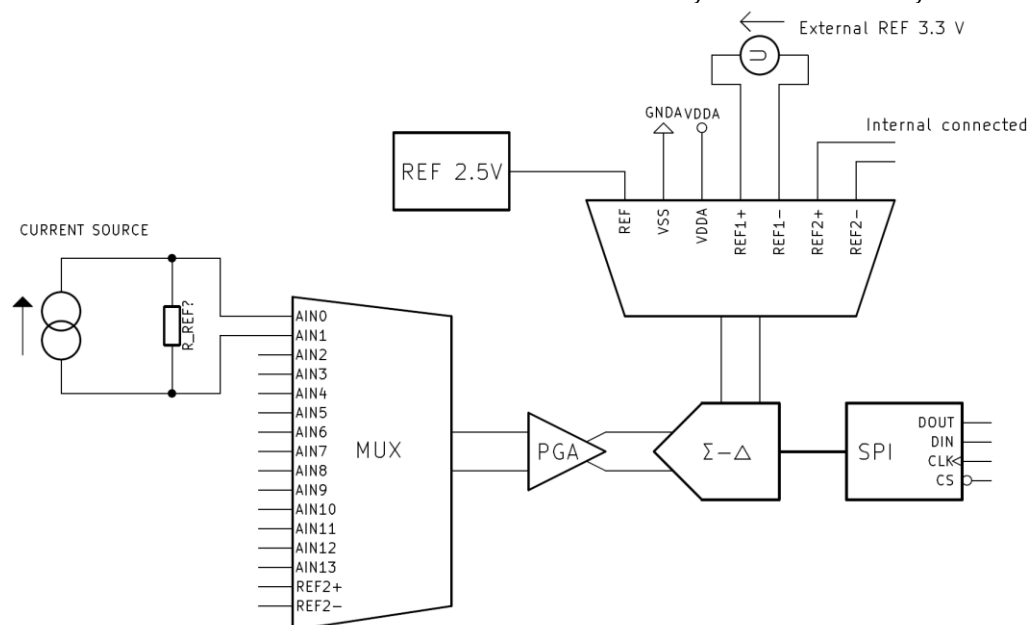 External REF 3.3 V
U
GNDA VDDA
Internal connected
REF 2.5V
REF
VSS
VDDA
REF1+
REF1-
REF2+
REF2-
CURRENT SOURCE
R_REF?
AIN0
AIN1
AIN2
AIN3
AIN4
AIN5
AIN6
AIN7
AIN8
AIN9
AIN10
AIN11
AIN12
AIN13
REF2+
REF2-
MUX
PGA
Σ-△
SPI
DOUT
DIN
CLK
CS